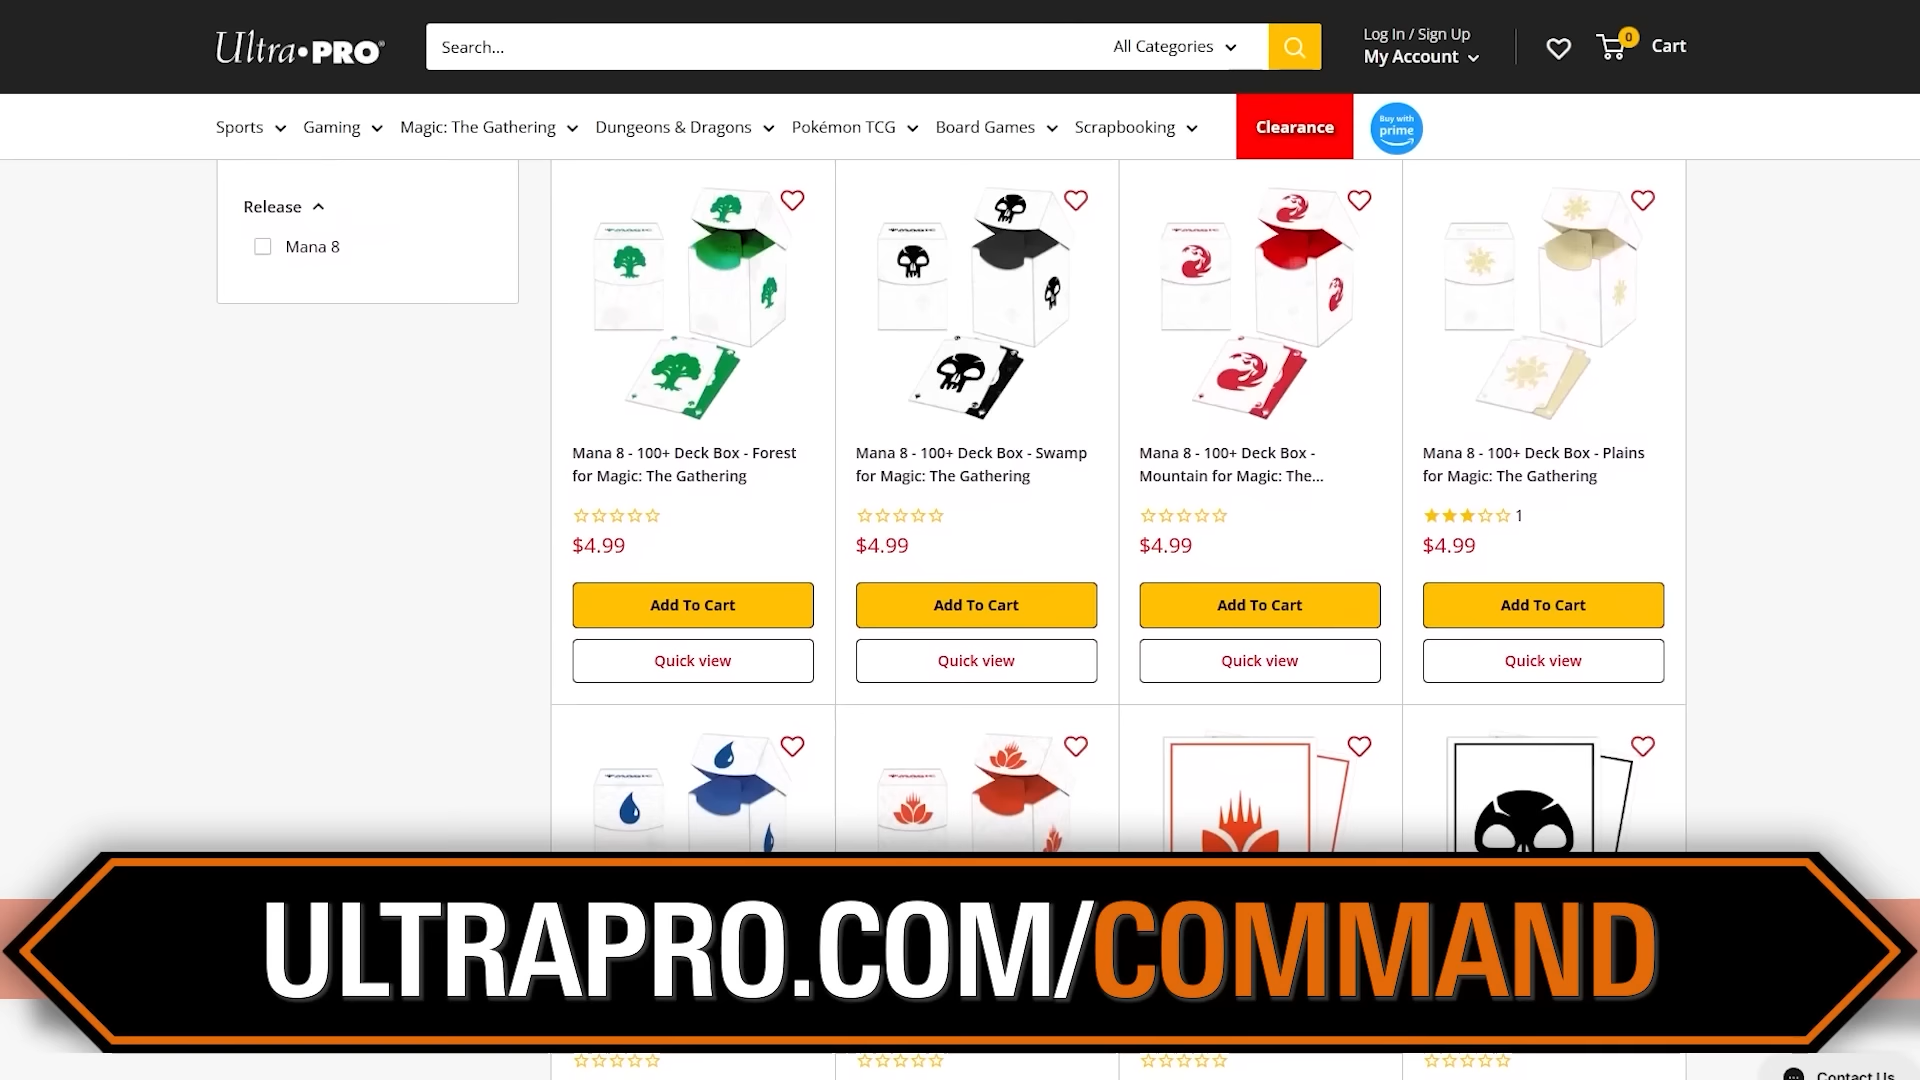 Ultra•PRO®
Search...
All Categories
Log In / Sign Up
My Account
0
Cart
Sports
Gaming
Magic: The Gathering
Dungeons & Dragons
Pokémon TCG
Board Games
Scrapbooking
Clearance
Buy with
prime
Release
Mana 8
Mana 8 - 100+ Deck Box - Forest
for Magic: The Gathering
$4.99
Add To Cart
Quick view
Mana 8 - 100+ Deck Box - Swamp
for Magic: The Gathering
$4.99
Add To Cart
Quick view
Mana 8 - 100+ Deck Box -
Mountain for Magic: The...
$4.99
Add To Cart
Quick view
Mana 8 - 100+ Deck Box - Plains
for Magic: The Gathering
1
$4.99
Add To Cart
Quick view
ULTRAPRO.COM/COMMAND
Contact Us